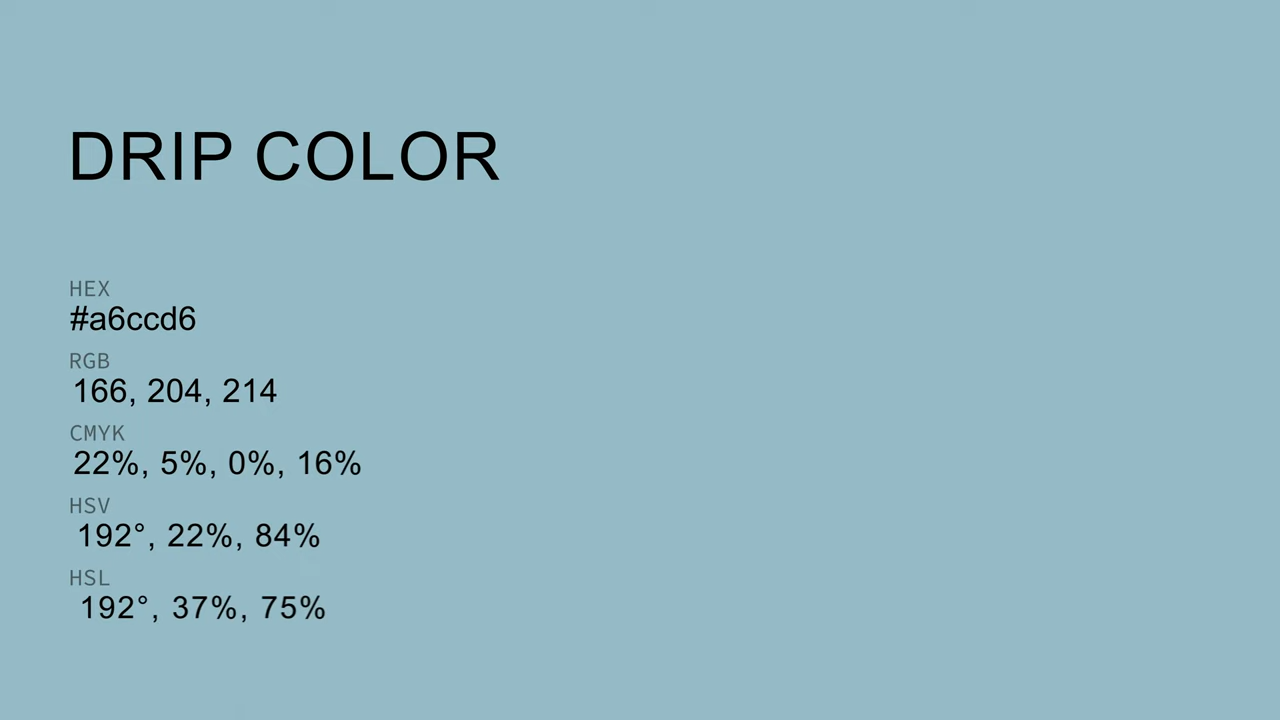 DRIP COLOR
HEX
#a6ccd6
RGB
166, 204, 214
CMYK
22%, 5%, 0%, 16%
HSV
192°, 22%, 84%
HSL
192°, 37%, 75%